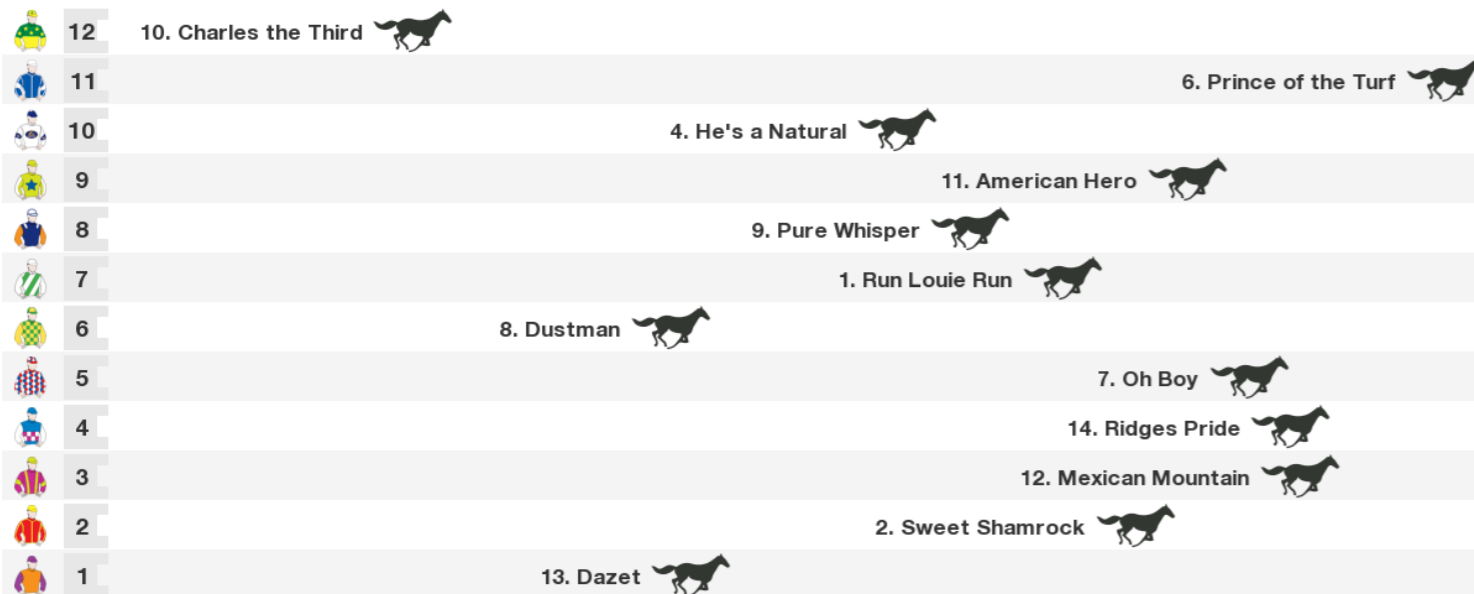 12 10. Charles the Third
11 6. Prince of the Turf
10 4. He's a Natural
9 11. American Hero
8 9. Pure Whisper
7 1. Run Louie Run
6 8. Dustman
5 7. Oh Boy
4 14. Ridges Pride
3 12. Mexican Mountain
2 2. Sweet Shamrock
1 13. Dazet